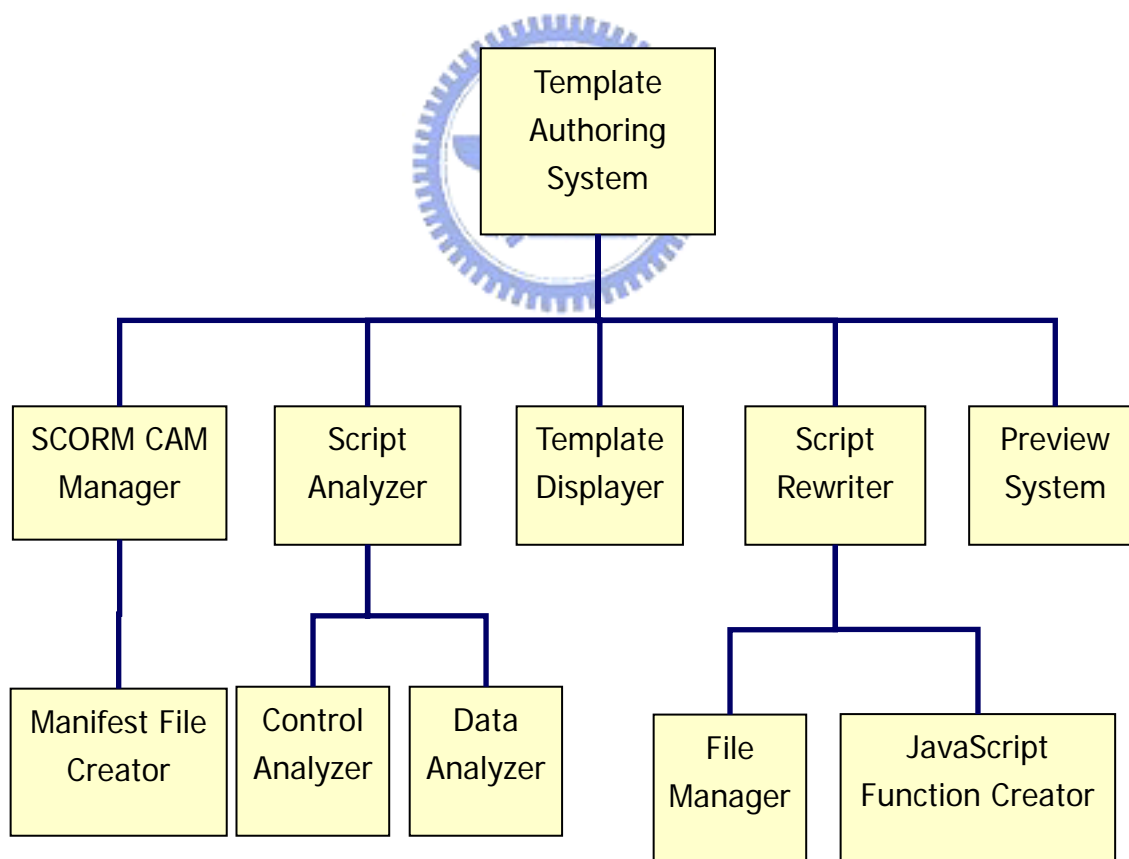 Template
Authoring
System
SCORM CAM
Manager
Script
Analyzer
Template
Displayer
Script
Rewriter
Preview
System
Manifest File
Creator
Control
Analyzer
Data
Analyzer
File
Manager
JavaScript
Function Creator